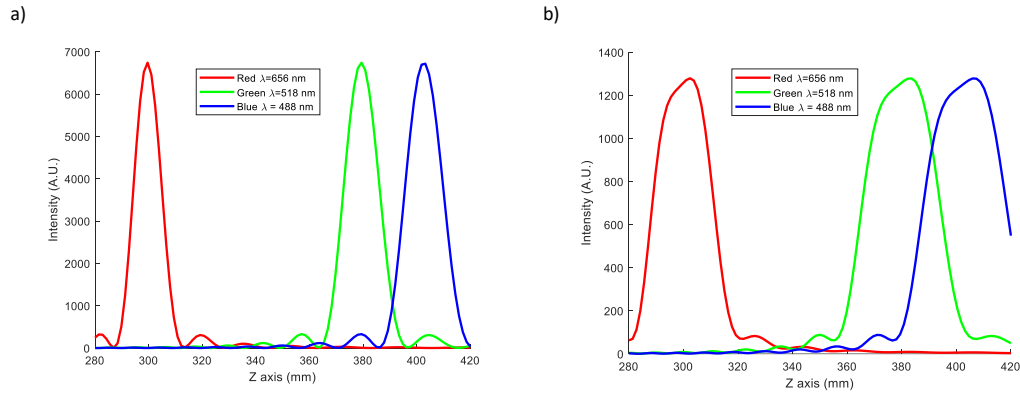 a)
7000
6000
5000
4000
3000
2000
1000
0
Intensity (A.U.)
Red λ=656 nm
Green λ=518 nm
Blue λ = 488 nm
280 300 320 340 360 380 400 420
Z axis (mm)
b)
1400
1200
1000
800
600
400
200
0
Intensity (A.U.)
Red λ=656 nm
Green λ=518 nm
Blue λ = 488 nm
280 300 320 340 360 380 400 420
Z axis (mm)